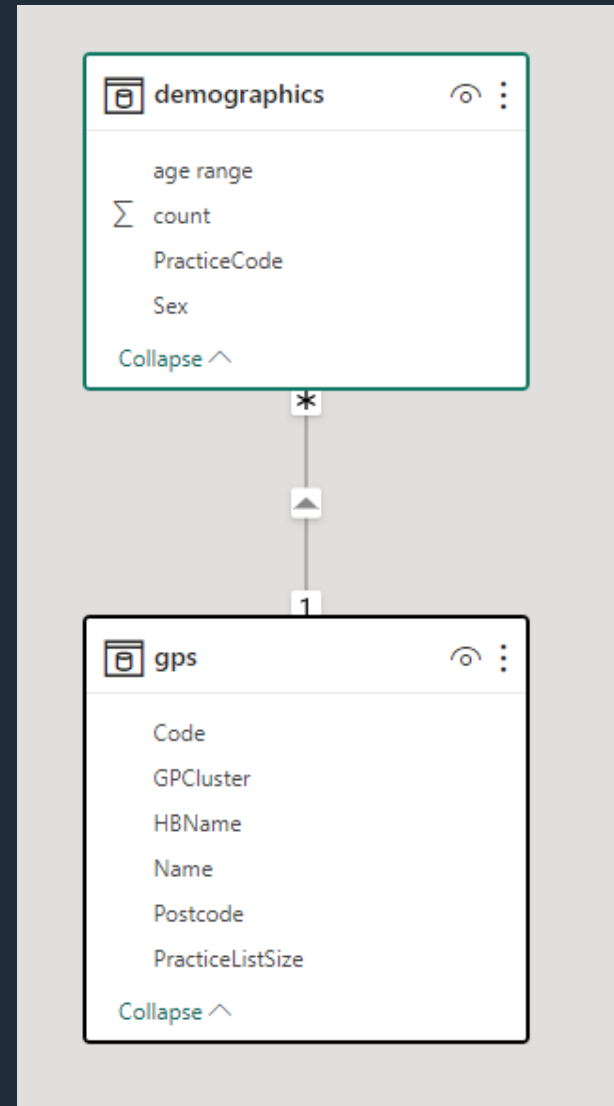 demographics
age range
∑ count
PracticeCode
Sex
Collapse
*
1
gps
Code
GPCluster
HBName
Name
Postcode
PracticeListSize
Collapse